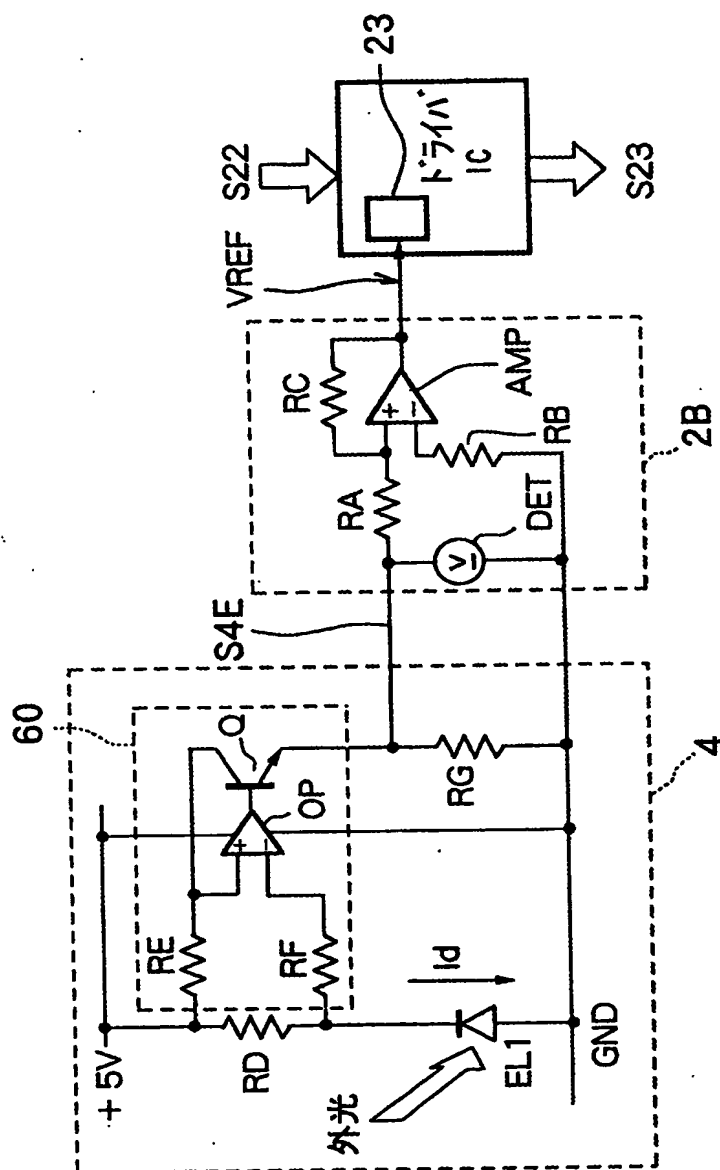 60
+5V
RE
RD
RF
Q
OP
+
−
外光
EL1
Id
GND
RG
4
S4E
RA
RC
+
−
AMP
RB
V
DET
2B
VREF
S22
23
ドライバ
IC
S23